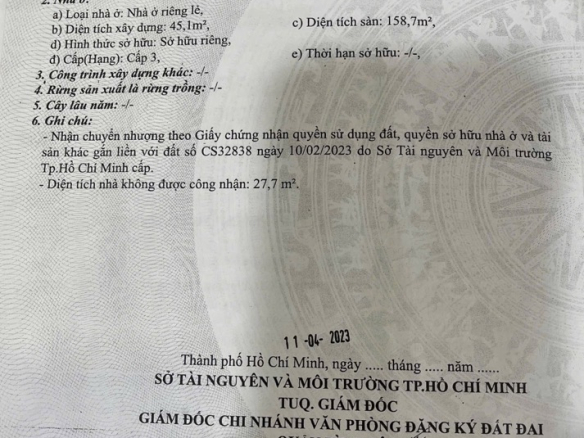 2. Nhà ở:
a) Loại nhà ở: Nhà ở riêng lẻ,
b) Diện tích xây dựng: 45,1m², c) Diện tích sàn: 158,7m²,
d) Hình thức sở hữu: Sở hữu riêng,
đ) Cấp(Hạng): Cấp 3, e) Thời hạn sở hữu: -/-,
3. Công trình xây dựng khác: -/-
4. Rừng sản xuất là rừng trồng: -/-
5. Cây lâu năm: -/-
6. Ghi chú:
- Nhận chuyển nhượng theo Giấy chứng nhận quyền sử dụng đất, quyền sở hữu nhà ở và tài
sản khác gắn liền với đất số CS32838 ngày 10/02/2023 do Sở Tài nguyên và Môi trường
Tp.Hồ Chí Minh cấp.
- Diện tích nhà không được công nhận: 27,7 m².
11 -04- 2023
Thành phố Hồ Chí Minh, ngày ..... tháng ..... năm ......
SỞ TÀI NGUYÊN VÀ MÔI TRƯỜNG TP.HỒ CHÍ MINH
TUQ. GIÁM ĐỐC
GIÁM ĐỐC CHI NHÁNH VĂN PHÒNG ĐĂNG KÝ ĐẤT ĐAI